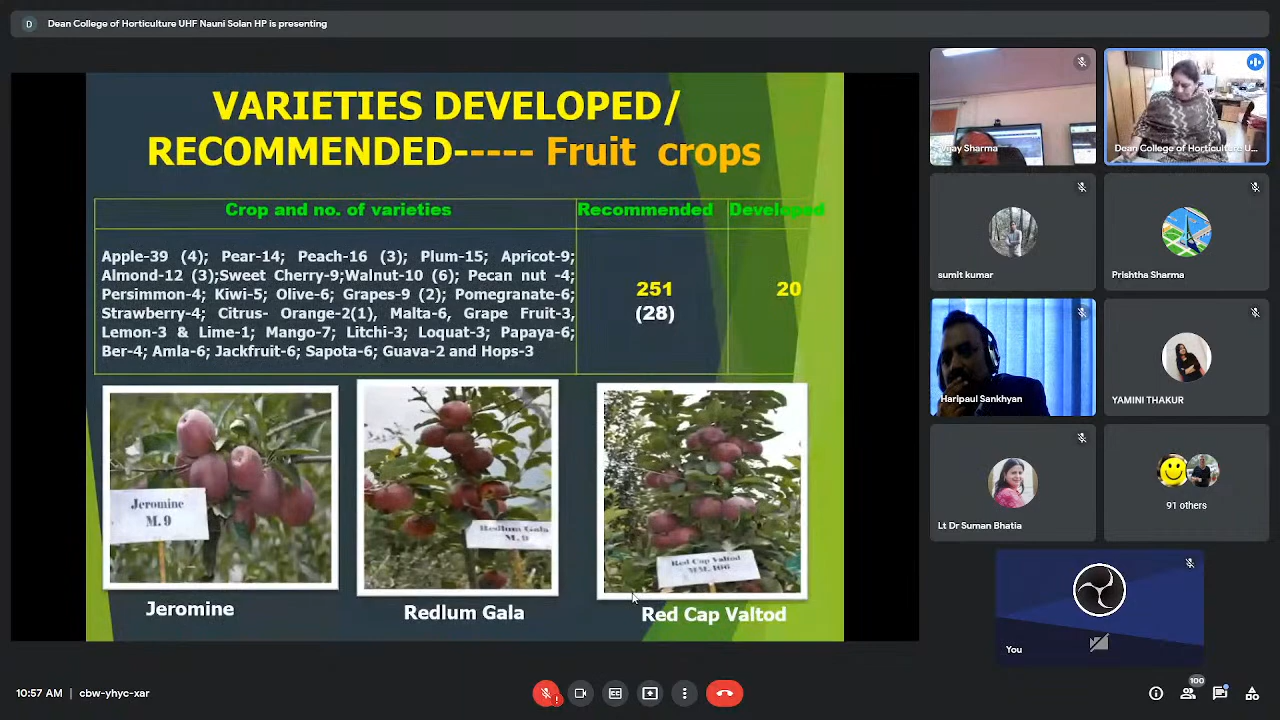 D Dean College of Horticulture UHF Nauni Solan HP is presenting
VARIETIES DEVELOPED/
RECOMMENDED----- Fruit crops
Crop and no. of varieties Recommended Developed
Apple-39 (4); Pear-14; Peach-16 (3); Plum-15; Apricot-9;
Almond-12 (3);Sweet Cherry-9;Walnut-10 (6); Pecan nut -4;
Persimmon-4; Kiwi-5; Olive-6; Grapes-9 (2); Pomegranate-6;
Strawberry-4; Citrus- Orange-2(1), Malta-6, Grape Fruit-3,
Lemon-3 & Lime-1; Mango-7; Litchi-3; Loquat-3; Papaya-6;
Ber-4; Amla-6; Jackfruit-6; Sapota-6; Guava-2 and Hops-3
251
(28)
20
Jeromine
M.9
Redlum Gala
M.9
Red Cap Valtod
MM.106
Jeromine
Redlum Gala
Red Cap Valtod
Vijay Sharma
Dean College of Horticulture U...
sumit kumar
Prishtha Sharma
Haripaul Sankhyan
YAMINI THAKUR
Lt Dr Suman Bhatia
91 others
You
10:57 AM | cbw-yhyc-xar
100